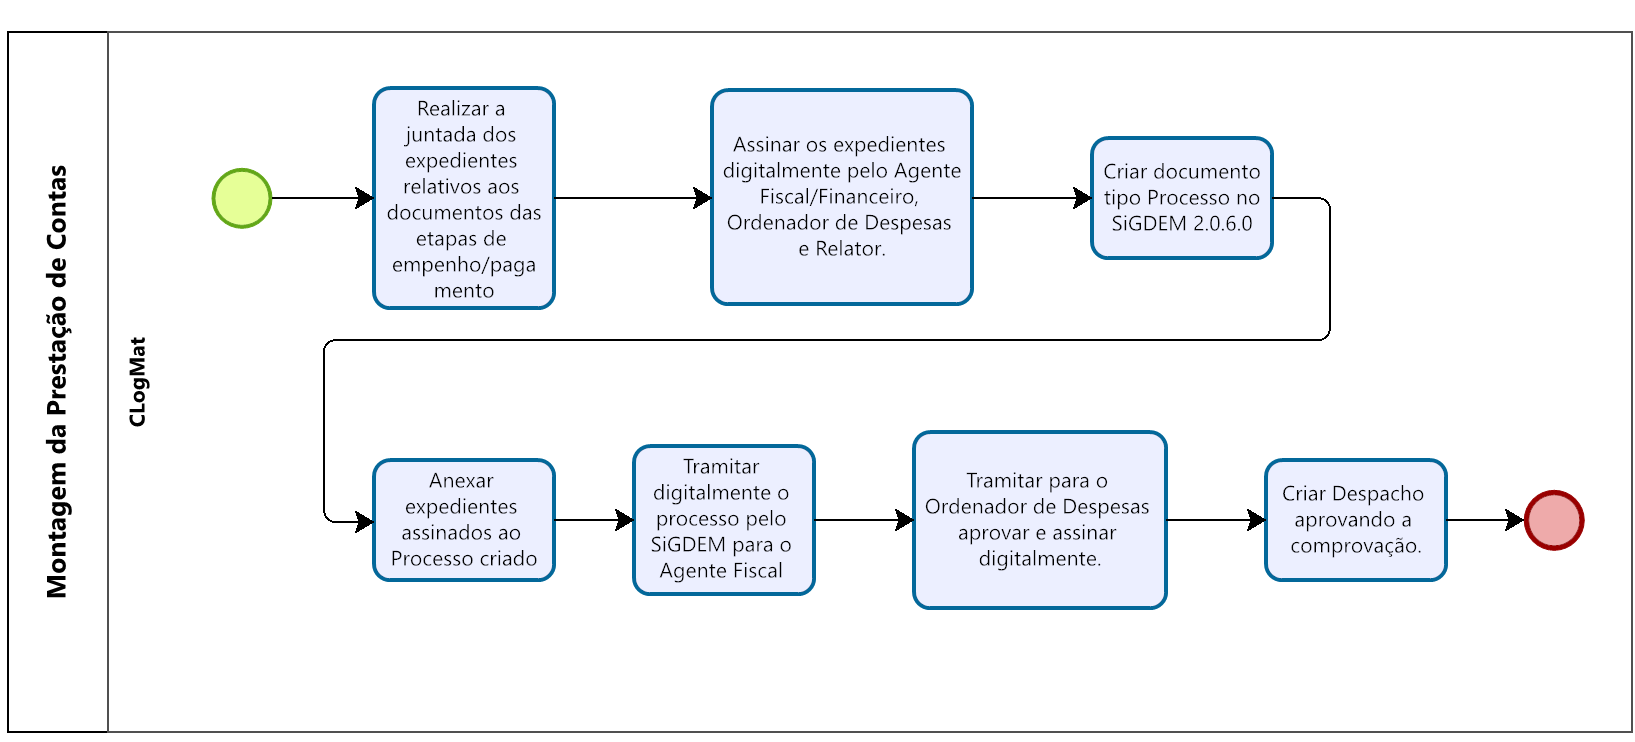 Montagem da Prestação de Contas
CLogMat
Realizar a
juntada dos
expedientes
relativos aos
documentos das
etapas de
empenho/paga
mento
Assinar os expedientes
digitalmente pelo Agente
Fiscal/Financeiro,
Ordenador de Despesas
e Relator.
Criar documento
tipo Processo no
SiGDEM 2.0.6.0
Anexar
expedientes
assinados ao
Processo criado
Tramitar
digitalmente o
processo pelo
SiGDEM para o
Agente Fiscal
Tramitar para o
Ordenador de Despesas
aprovar e assinar
digitalmente.
Criar Despacho
aprovando a
comprovação.